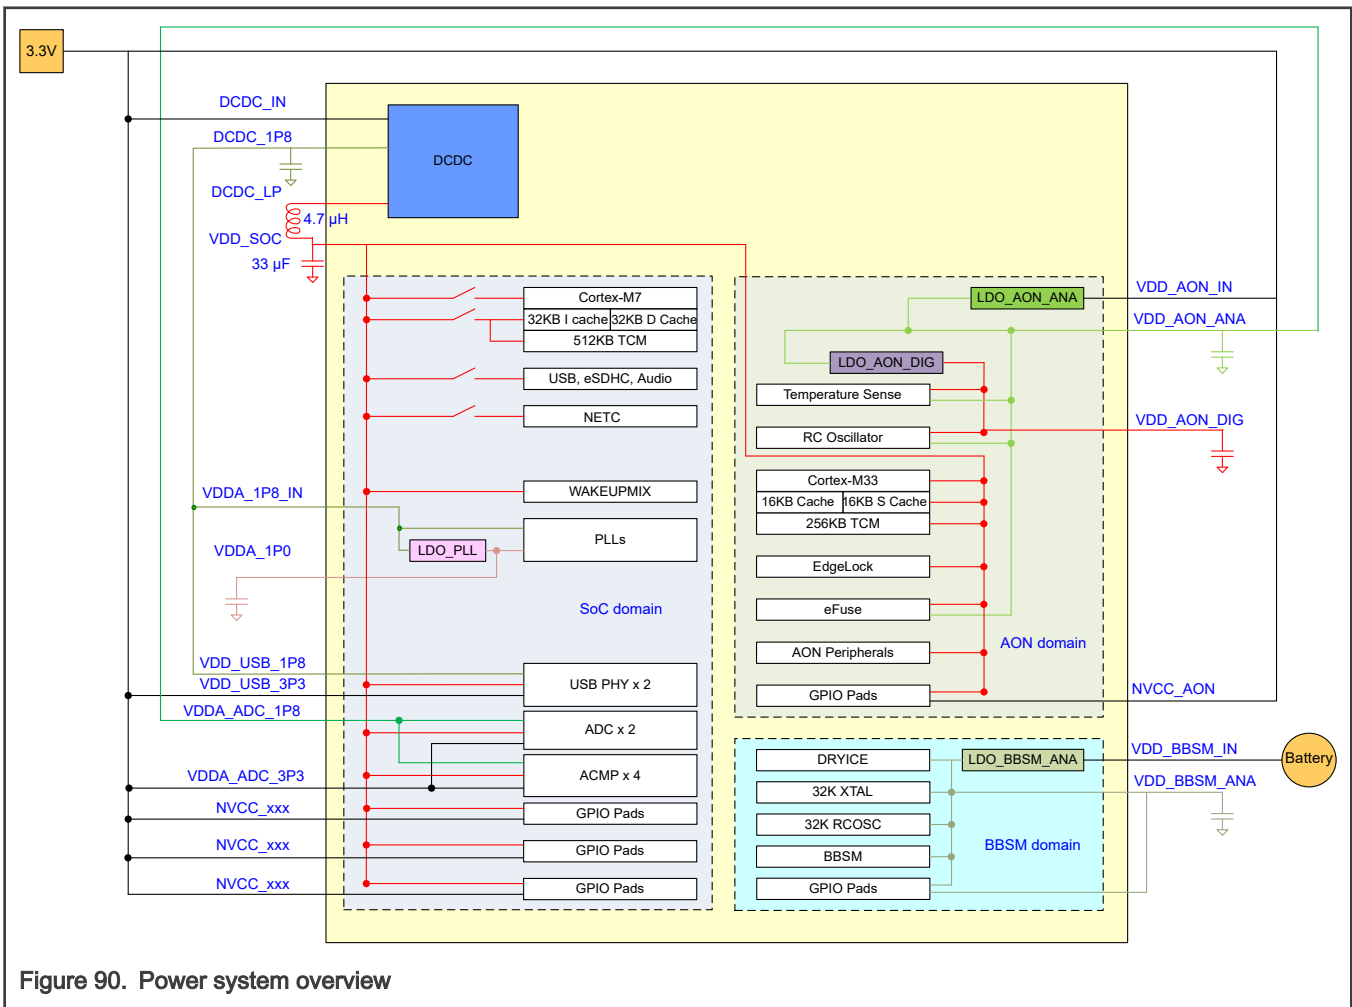 3.3V
DCDC_IN
DCDC_1P8
DCDC
DCDC_LP
4.7 µH
VDD_SOC
33 µF
Cortex-M7
32KB I cache
32KB D Cache
512KB TCM
USB, eSDHC, Audio
NETC
WAKEUPMIX
VDDA_1P8_IN
PLLs
LDO_PLL
VDDA_1P0
SoC domain
VDD_USB_1P8
VDD_USB_3P3
USB PHY x 2
VDDA_ADC_1P8
ADC x 2
VDDA_ADC_3P3
ACMP x 4
NVCC_xxx
GPIO Pads
NVCC_xxx
GPIO Pads
NVCC_xxx
GPIO Pads
LDO_AON_ANA
VDD_AON_IN
VDD_AON_ANA
LDO_AON_DIG
Temperature Sense
VDD_AON_DIG
RC Oscillator
Cortex-M33
16KB Cache
16KB S Cache
256KB TCM
EdgeLock
eFuse
AON domain
AON Peripherals
GPIO Pads
NVCC_AON
DRYICE
LDO_BBSM_ANA
VDD_BBSM_IN
Battery
32K XTAL
VDD_BBSM_ANA
32K RCOSC
BBSM
BBSM domain
GPIO Pads
Figure 90. Power system overview